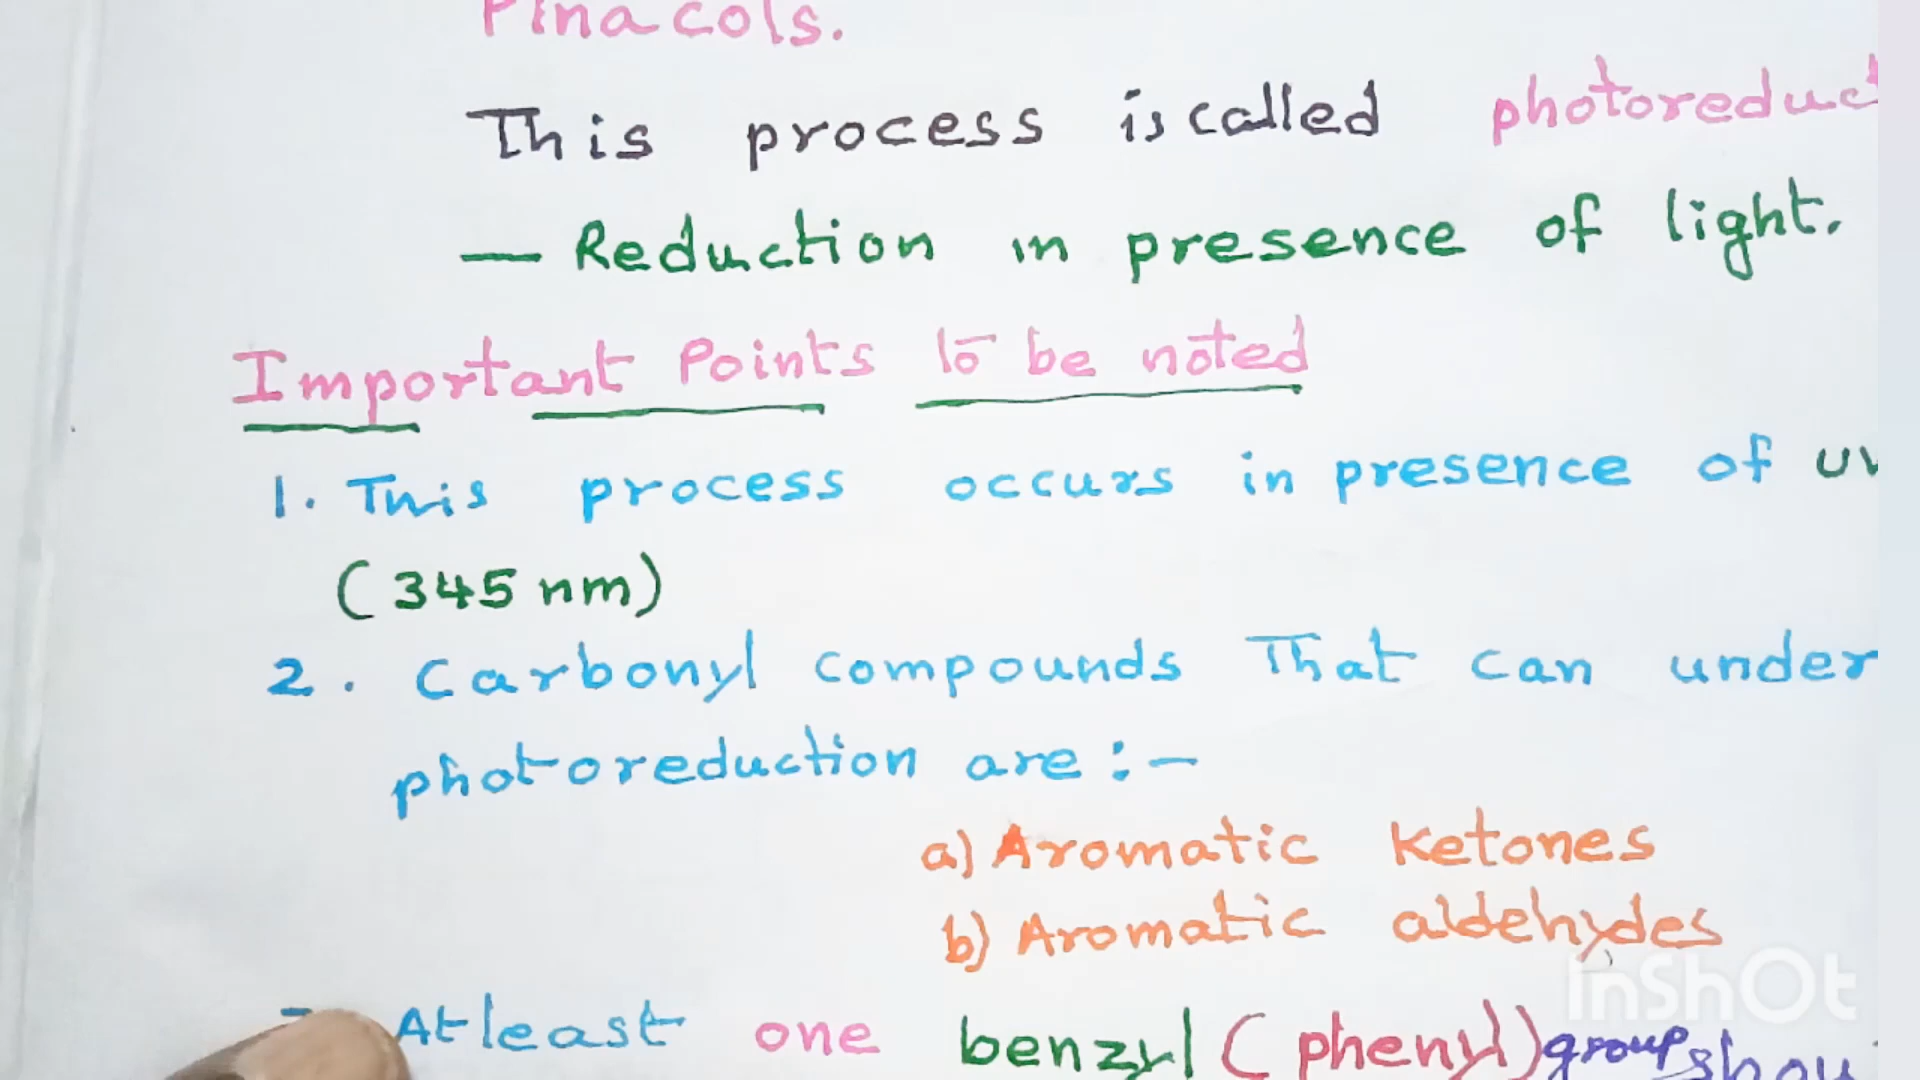 Pinacols.
This process is called photoreduct
— Reduction in presence of light.
Important Points to be noted
1. This process occurs in presence of UV
(345 nm)
2. Carbonyl compounds That can under
photoreduction are :-
a) Aromatic Ketones
b) Aromatic aldehydes
Atleast one benzyl (phenyl) group shoul
InShOt